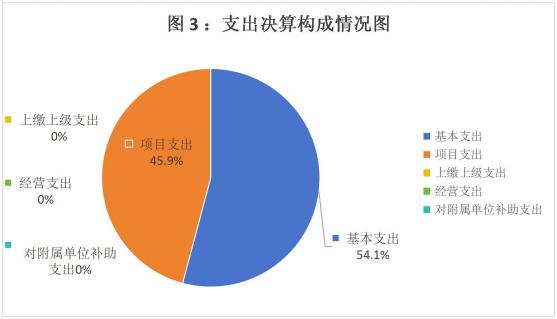 图 3：支出决算构成情况图
上缴上级支出
0%
经营支出
0%
对附属单位补助
支出0%
项目支出
45.9%
基本支出
54.1%
基本支出
项目支出
上缴上级支出
经营支出
对附属单位补助支出